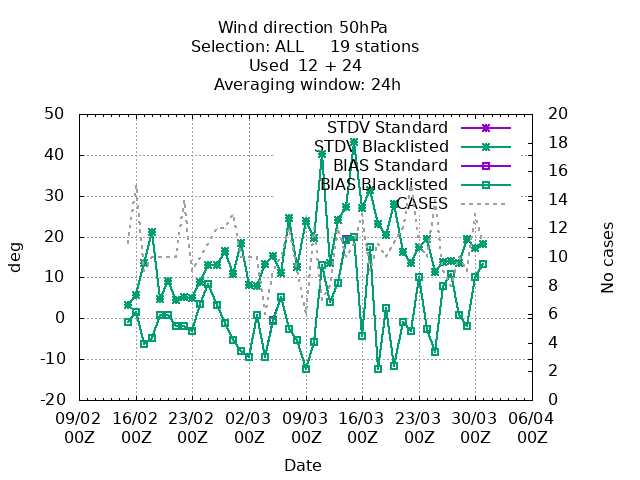 Wind direction 50hPa
Selection: ALL     19 stations
Used  12 + 24
Averaging window: 24h
50 20
STDV Standard
STDV Blacklisted
BIAS Standard
BIAS Blacklisted
CASES
40 18
30 16
20 14
10 12
0 10
-10 8
-20 6
4
2
0
deg
No cases
09/02 16/02 23/02 02/03 09/03 16/03 23/03 30/03 06/04
00Z 00Z 00Z 00Z 00Z 00Z 00Z 00Z 00Z
Date